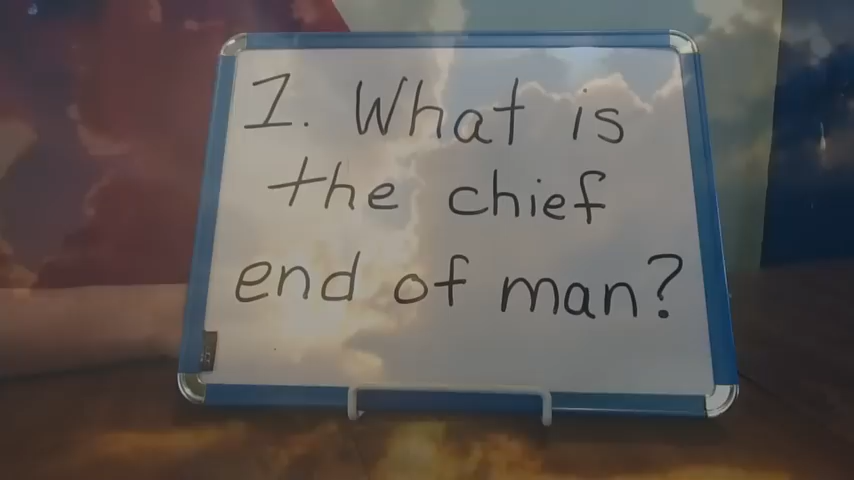 1. What is
the chief
end of man?